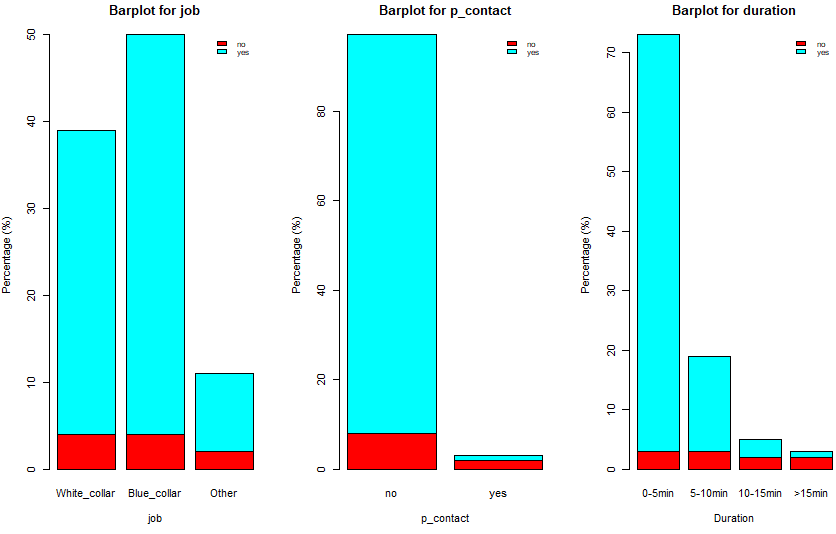 Barplot for job
Percentage (%)
0
10
20
30
40
50
no
yes
White_collar
Blue_collar
Other
job
Barplot for p_contact
Percentage (%)
0
20
40
60
80
no
yes
no
yes
p_contact
Barplot for duration
Percentage (%)
0
10
20
30
40
50
60
70
no
yes
0-5min
5-10min
10-15min
>15min
Duration